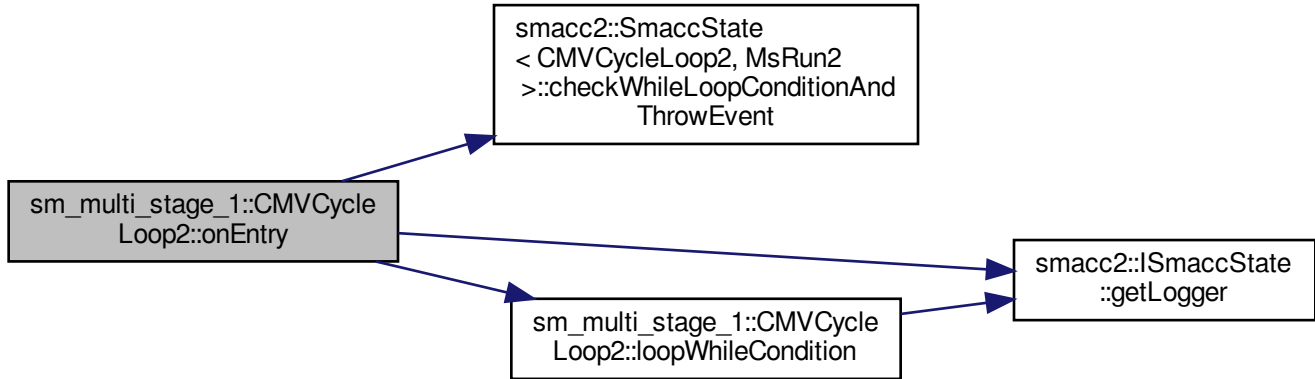 smacc2::SmaccState
< CMVCycleLoop2, MsRun2
>::checkWhileLoopConditionAnd
ThrowEvent
sm_multi_stage_1::CMVCycle
Loop2::onEntry
smacc2::ISmaccState
::getLogger
sm_multi_stage_1::CMVCycle
Loop2::loopWhileCondition